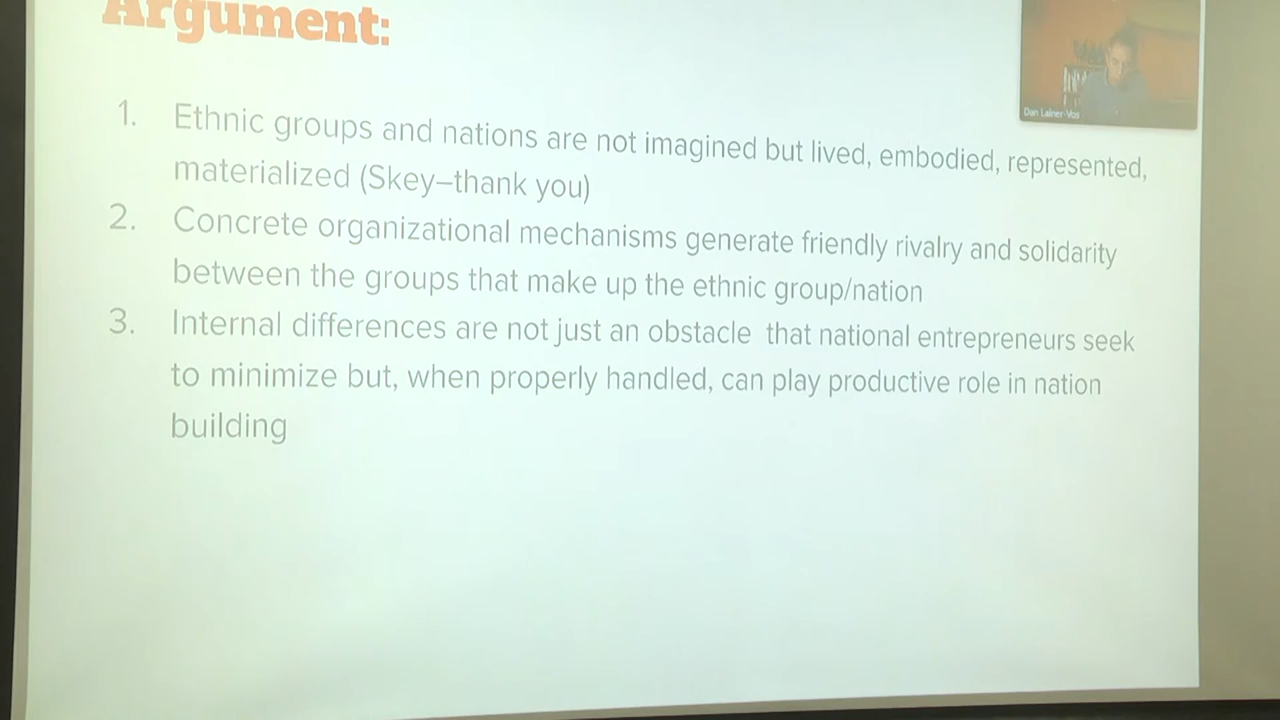 Argument:
Dan Lainer-Vos
1. Ethnic groups and nations are not imagined but lived, embodied, represented,
materialized (Skey–thank you)
2. Concrete organizational mechanisms generate friendly rivalry and solidarity
between the groups that make up the ethnic group/nation
3. Internal differences are not just an obstacle that national entrepreneurs seek
to minimize but, when properly handled, can play productive role in nation
building